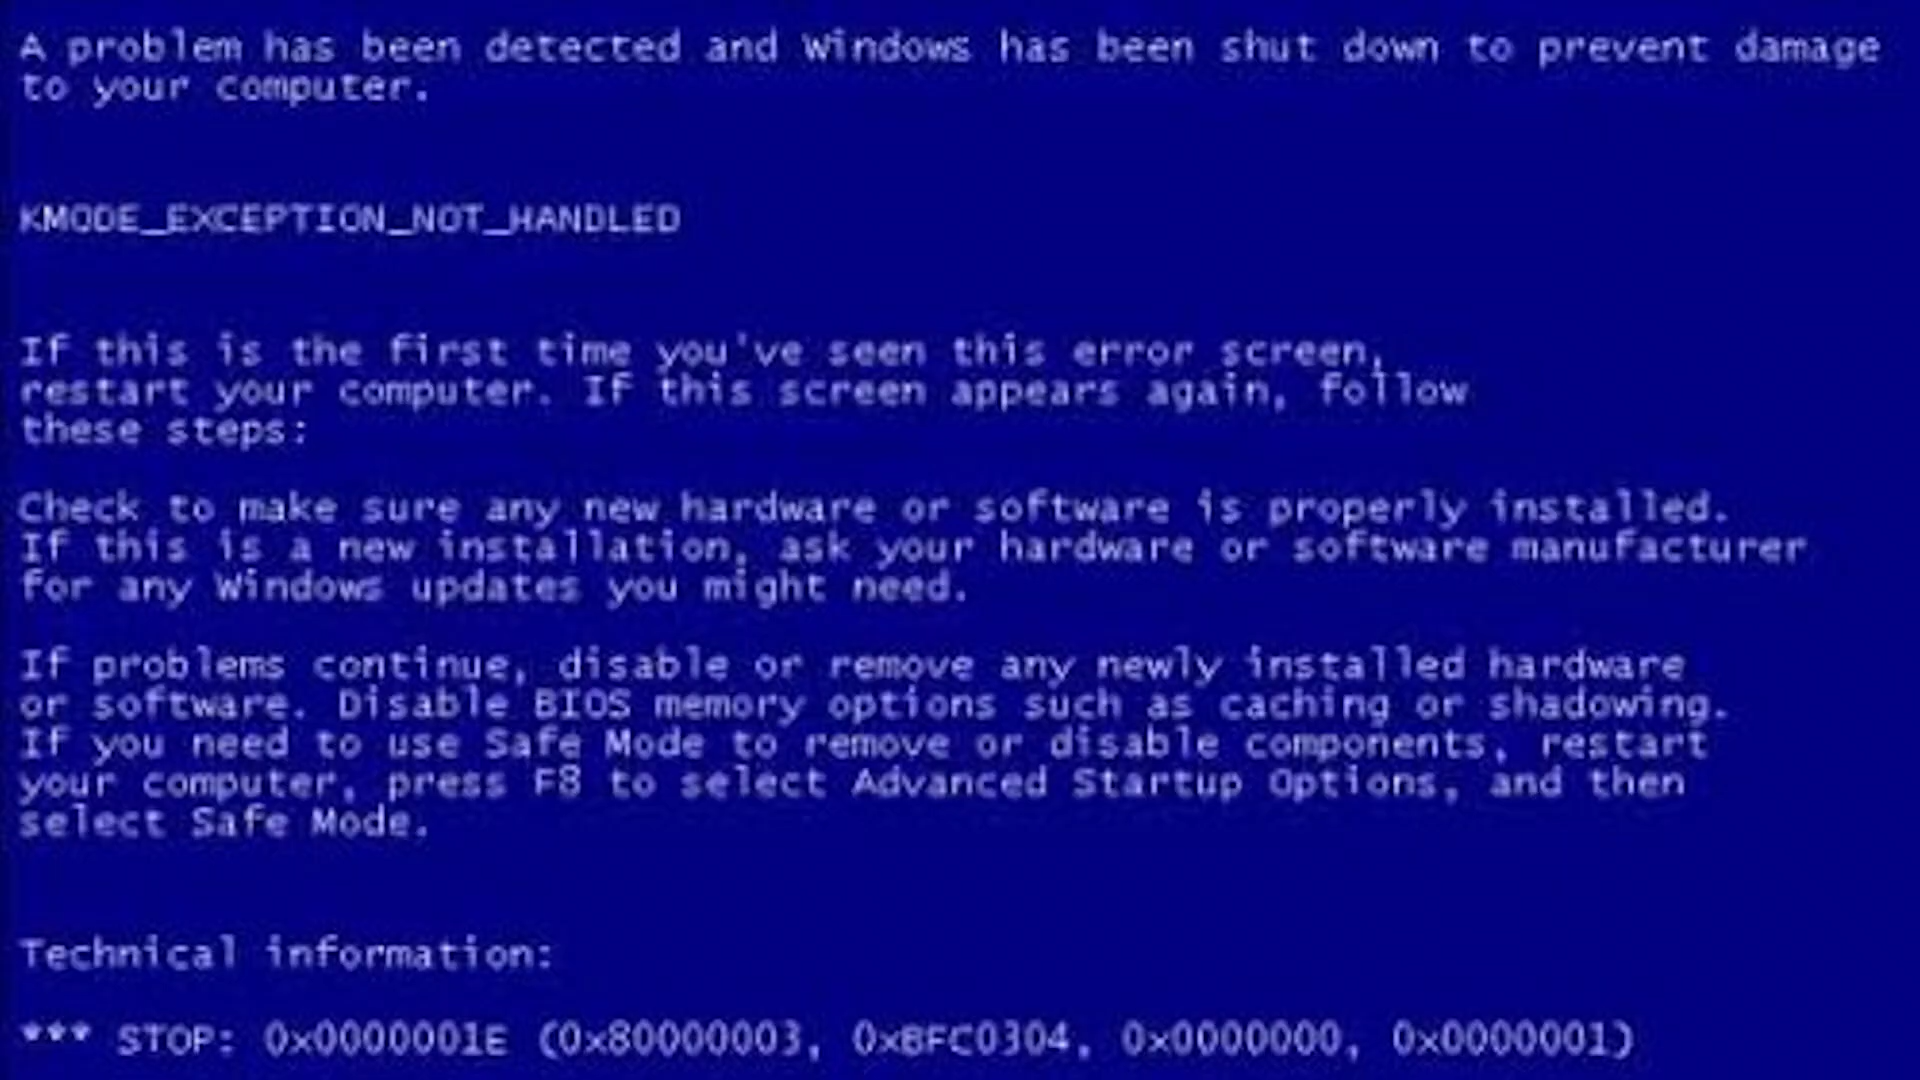 A problem has been detected and Windows has been shut down to prevent damage
to your computer.
KMODE_EXCEPTION_NOT_HANDLED
If this is the first time you've seen this error screen,
restart your computer. If this screen appears again, follow
these steps:
Check to make sure any new hardware or software is properly installed.
If this is a new installation, ask your hardware or software manufacturer
for any Windows updates you might need.
If problems continue, disable or remove any newly installed hardware
or software. Disable BIOS memory options such as caching or shadowing.
If you need to use Safe Mode to remove or disable components, restart
your computer, press F8 to select Advanced Startup Options, and then
select Safe Mode.
Technical information:
*** STOP: 0x0000001E (0x80000003, 0xBFC0304, 0x0000000, 0x0000001)